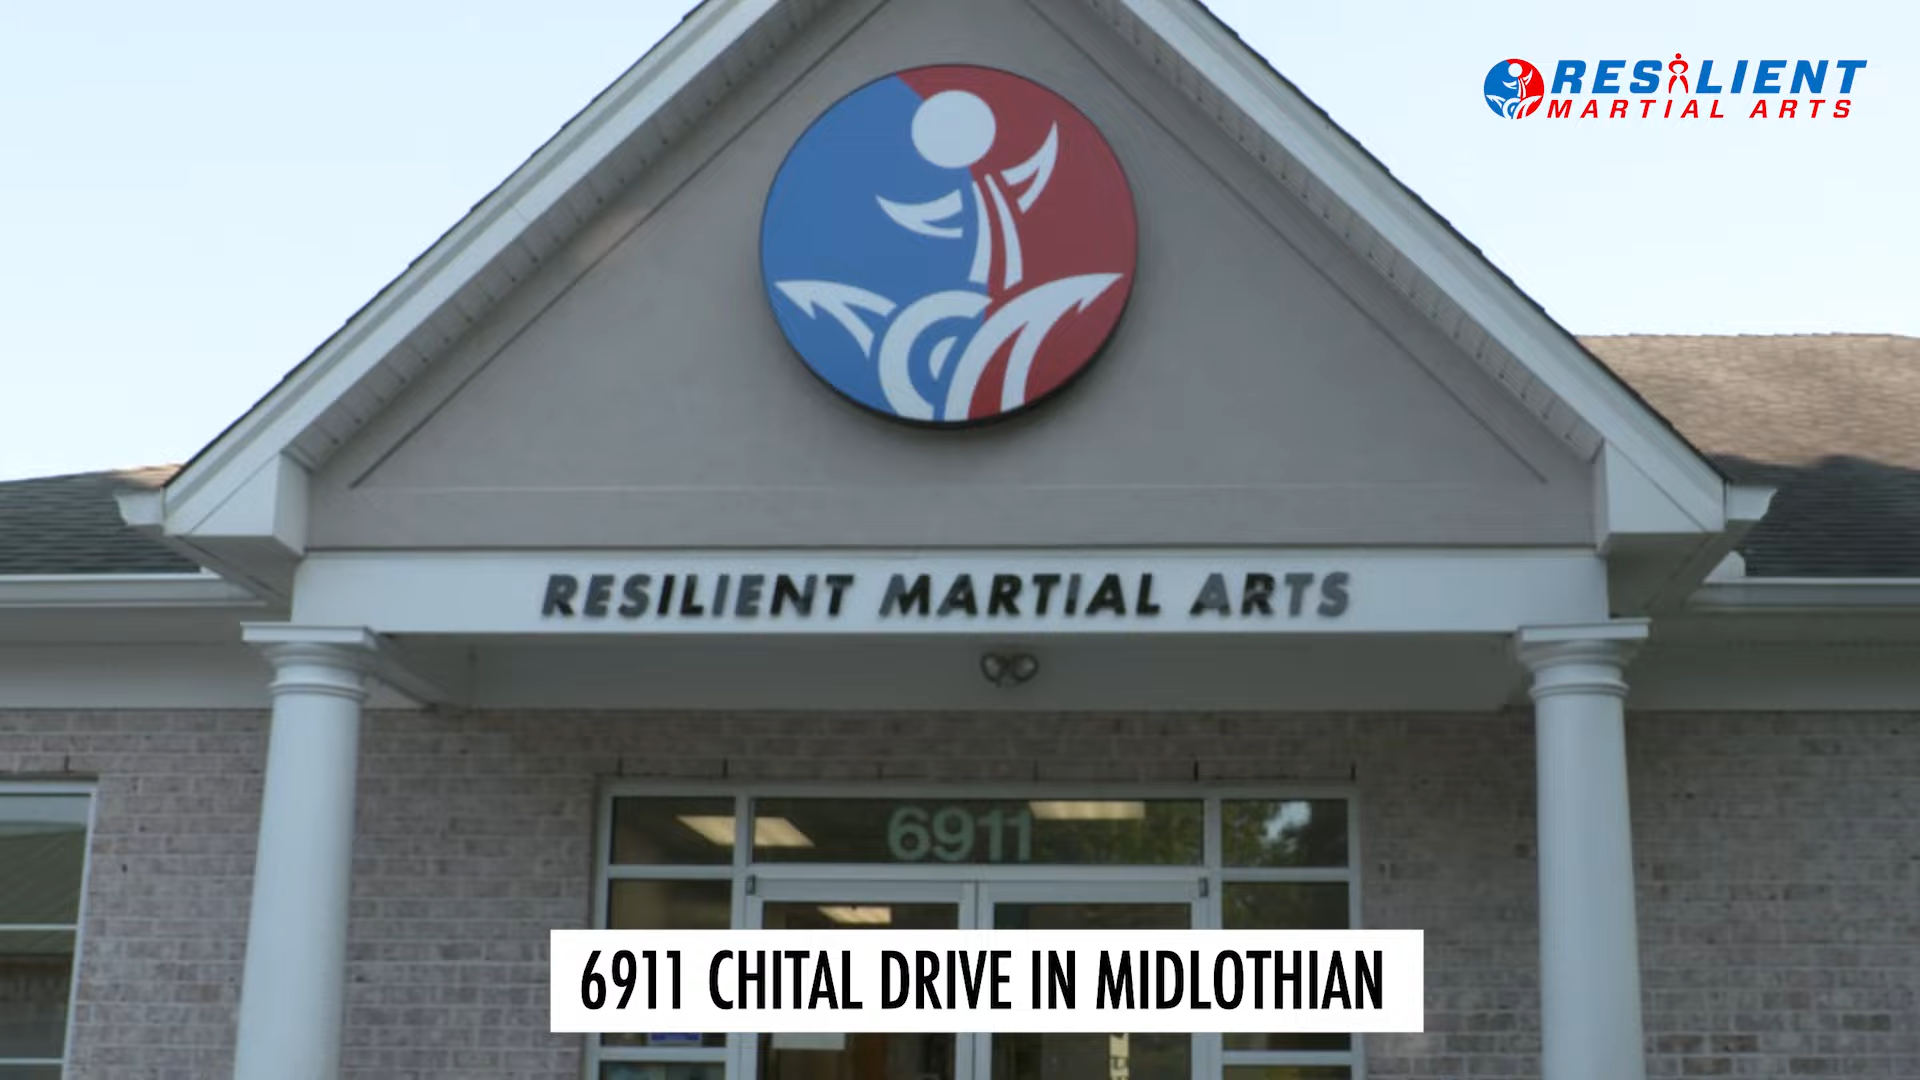 RESILIENT
MARTIAL ARTS
RESILIENT MARTIAL ARTS
6911
6911 CHITAL DRIVE IN MIDLOTHIAN